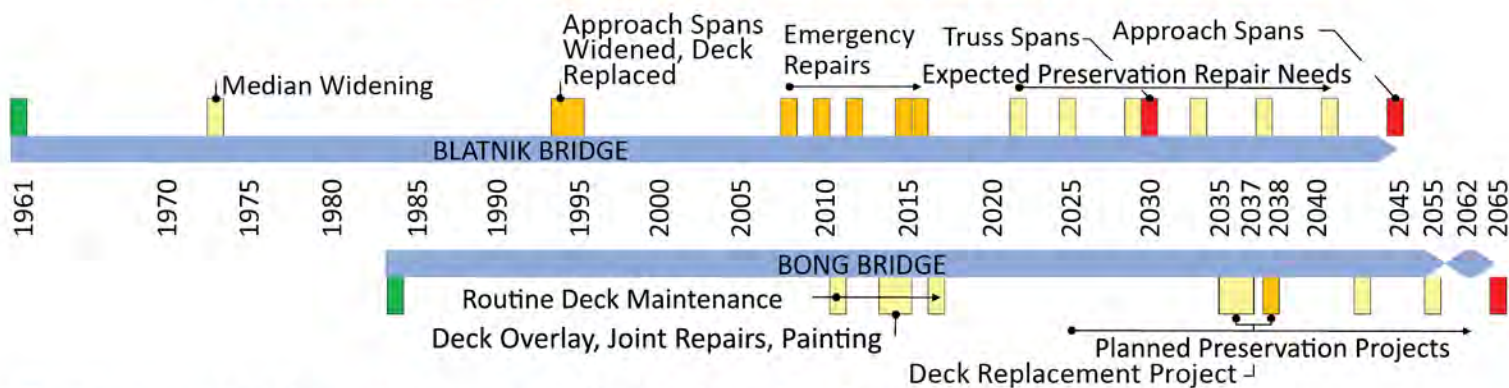 Approach Spans
Widened, Deck
Replaced
Median Widening
Emergency
Repairs
Truss Spans
Approach Spans
Expected Preservation Repair Needs
BLATNIK BRIDGE
1961
1970
1975
1980
1985
1990
1995
2000
2005
2010
2015
2020
2025
2030
2035
2037
2038
2040
2045
2055
2062
2065
BONG BRIDGE
Routine Deck Maintenance
Deck Overlay, Joint Repairs, Painting
Planned Preservation Projects
Deck Replacement Project